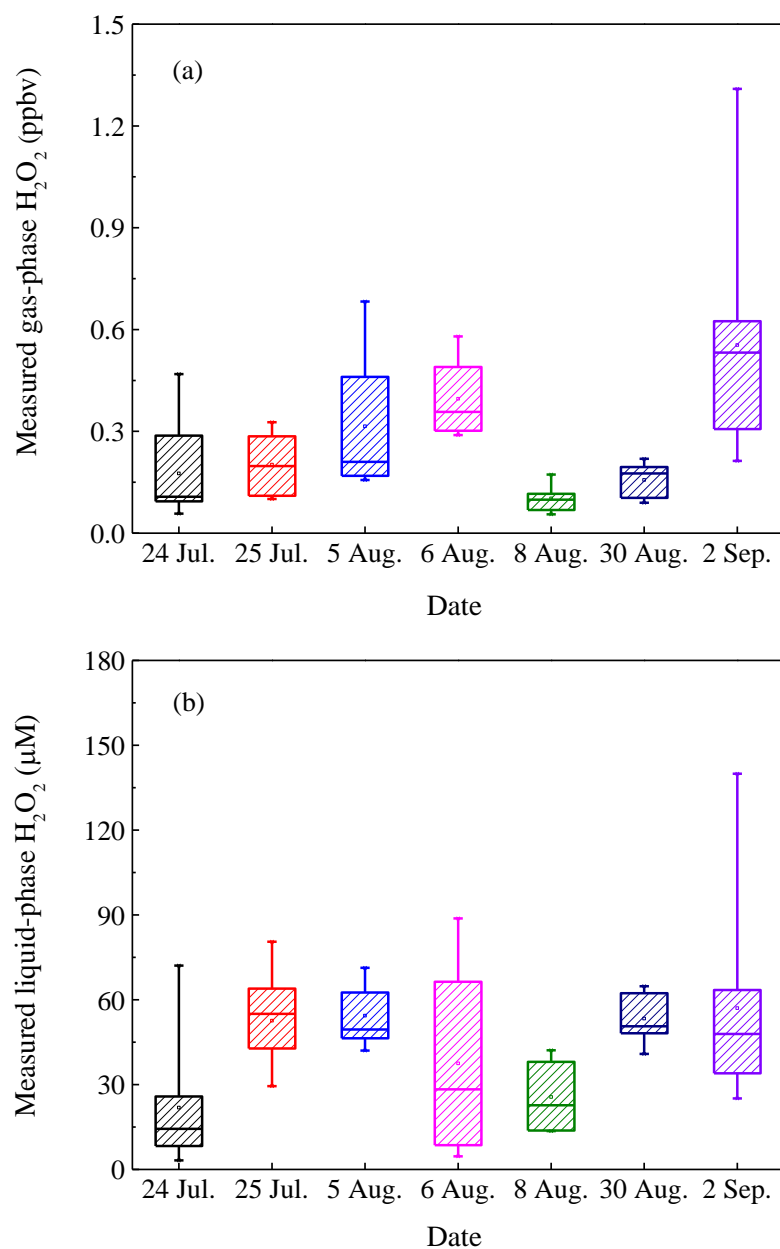 (a)
Measured gas-phase H₂O₂ (ppbv)
1.5
1.2
0.9
0.6
0.3
0.0
24 Jul. 25 Jul. 5 Aug. 6 Aug. 8 Aug. 30 Aug. 2 Sep.
Date
(b)
Measured liquid-phase H₂O₂ (μM)
180
150
120
90
60
30
0
24 Jul. 25 Jul. 5 Aug. 6 Aug. 8 Aug. 30 Aug. 2 Sep.
Date